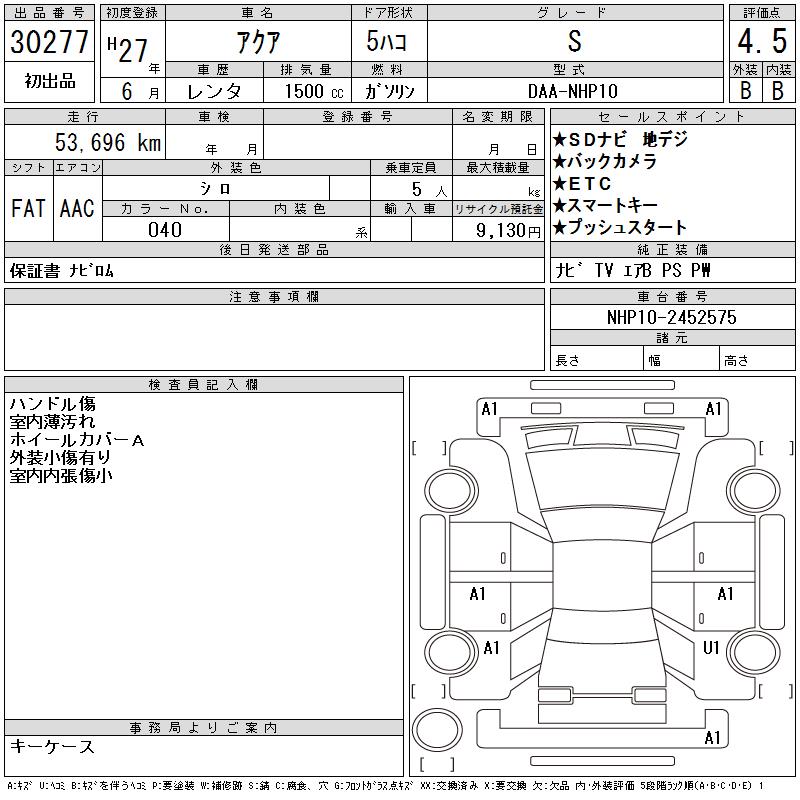 出品番号 初度登録 車名 ドア形状 グレード 評価点
30277 H27年 アクア 5ﾊｺ S 4.5
車歴 排気量 燃料 型式 外装 内装
初出品 6月 レンタ 1500 CC ｶﾞｿﾘﾝ DAA-NHP10 B B
走行 車検 登録番号 名変期限 セールスポイント
53,696 km 年 月 月 日
★SDナビ 地デジ
★バックカメラ
★ETC
★スマートキー
★プッシュスタート
シフト エアコン 外装色 乗車定員 最大積載量
FAT AAC シロ 5人 kg
カラーNo. 内装色 輸入車 リサイクル預託金
040 系 9,130円
後日発送部品 純正装備
保証書 ﾅﾋﾞﾛﾑ ﾅﾋﾞ TV ｴｱB PS PW
注意事項欄 車台番号
NHP10-2452575
諸元
長さ 幅 高さ
検査員記入欄
ハンドル傷
室内薄汚れ
ホイールカバーA
外装小傷有り
室内内張傷小
A1 A1
A1 A1
A1 U1
A1
事務局よりご案内
キーケース
A:ｷｽﾞ U:ﾍｺﾐ B:ｷｽﾞを伴うﾍｺﾐ P:要塗装 W:補修跡 S:錆 C:腐食、穴 G:ﾌﾛﾝﾄｶﾞﾗｽ点ｷｽﾞ XX:交換済み X:要交換 欠:欠品 内・外装評価 5段階ﾗﾝｸ順(A・B・C・D・E) 1